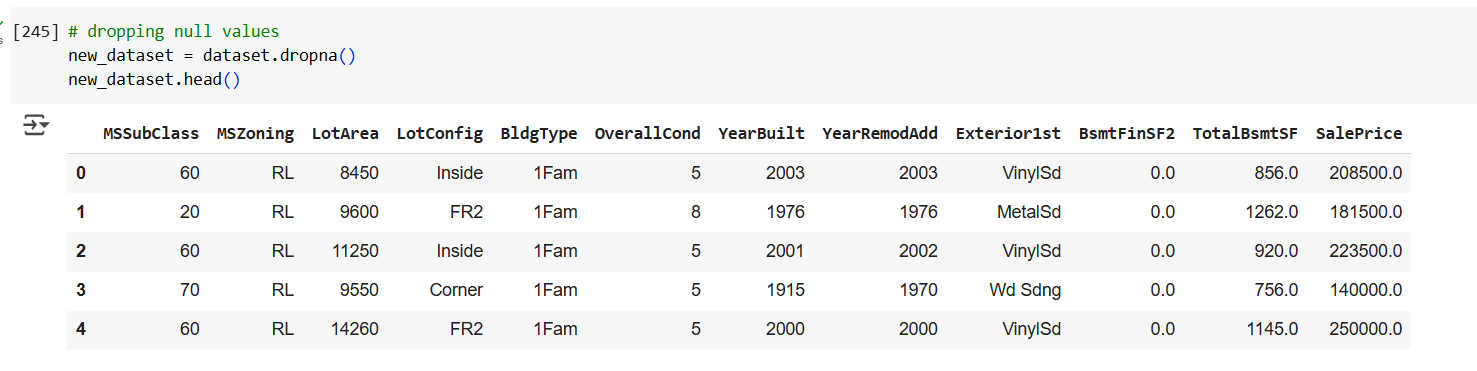 [245] # dropping null values
new_dataset = dataset.dropna()
new_dataset.head()
MSSubClass MSZoning LotArea LotConfig BldgType OverallCond YearBuilt YearRemodAdd Exterior1st BsmtFinSF2 TotalBsmtSF SalePrice
0 60 RL 8450 Inside 1Fam 5 2003 2003 VinylSd 0.0 856.0 208500.0
1 20 RL 9600 FR2 1Fam 8 1976 1976 MetalSd 0.0 1262.0 181500.0
2 60 RL 11250 Inside 1Fam 5 2001 2002 VinylSd 0.0 920.0 223500.0
3 70 RL 9550 Corner 1Fam 5 1915 1970 Wd Sdng 0.0 756.0 140000.0
4 60 RL 14260 FR2 1Fam 5 2000 2000 VinylSd 0.0 1145.0 250000.0